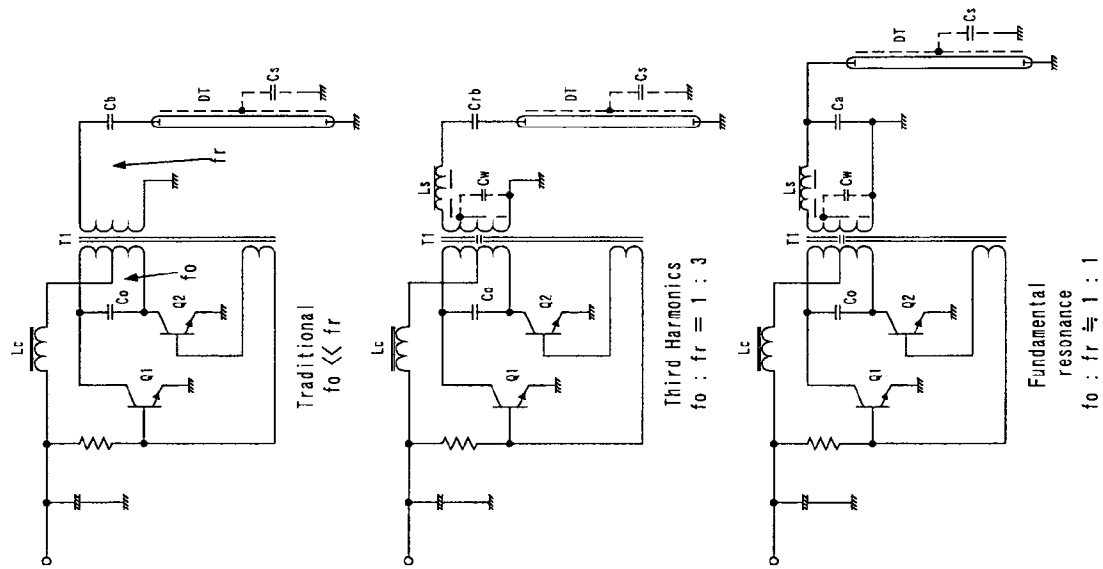 Lc
T1
Cb
fr
DT
Cs
fo
Co
Q1
Q2
Traditional
fo << fr
Lc
T1
Ls
Cw
Crb
DT
Cs
Co
Q1
Q2
Third Harmonics
fo : fr = 1 : 3
Lc
T1
Ls
Cw
Ca
DT
Cs
Co
Q1
Q2
Fundamental
resonance
fo : fr ≒ 1 : 1